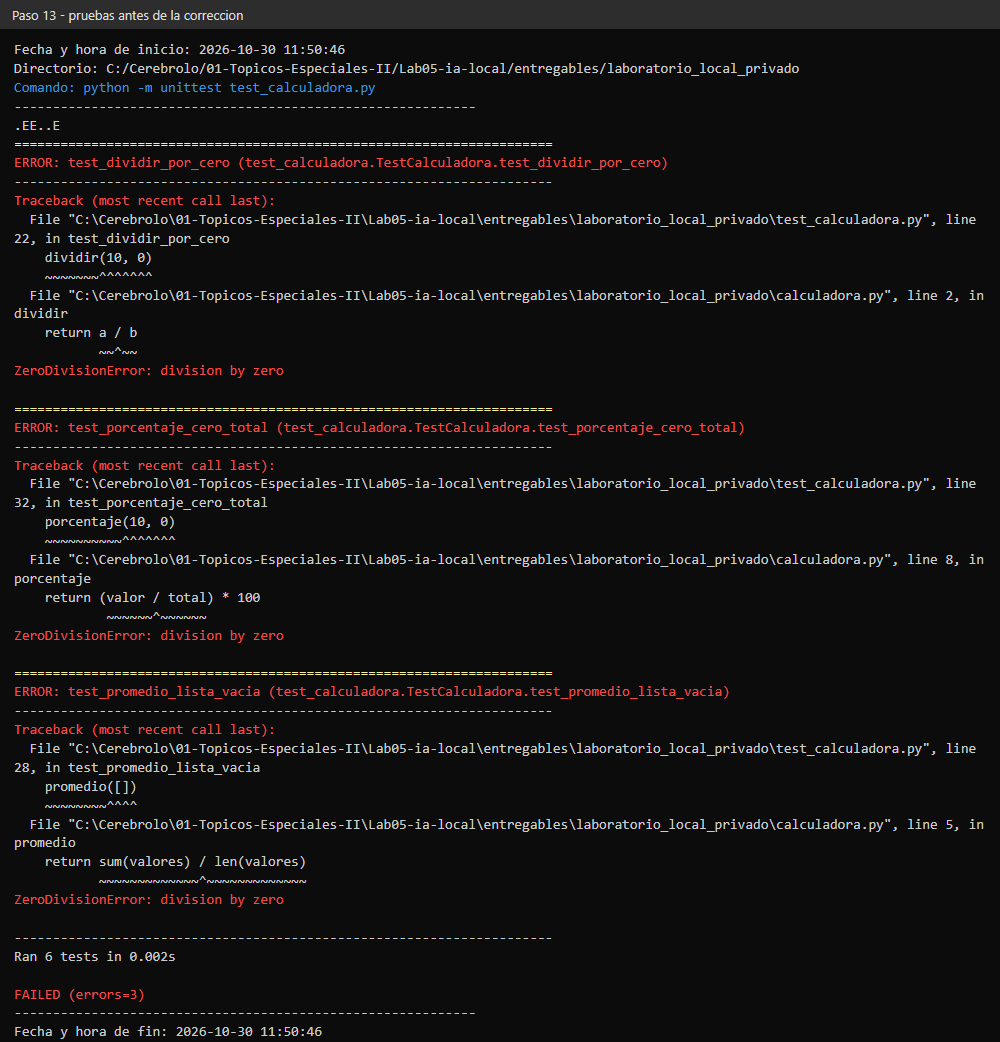 Paso 13 - pruebas antes de la correccion
Fecha y hora de inicio: 2026-10-30 11:50:46
Directorio: C:/Cerebrolo/01-Topicos-Especiales-II/Lab05-ia-local/entregables/laboratorio_local_privado
Comando: python -m unittest test_calculadora.py
------------------------------------------------------------
.EE..E
======================================================================
ERROR: test_dividir_por_cero (test_calculadora.TestCalculadora.test_dividir_por_cero)
----------------------------------------------------------------------
Traceback (most recent call last):
  File "C:\Cerebrolo\01-Topicos-Especiales-II\Lab05-ia-local\entregables\laboratorio_local_privado\test_calculadora.py", line
22, in test_dividir_por_cero
    dividir(10, 0)
    ~~~~~~~^^^^^^^
  File "C:\Cerebrolo\01-Topicos-Especiales-II\Lab05-ia-local\entregables\laboratorio_local_privado\calculadora.py", line 2, in
dividir
    return a / b
           ~~^~~
ZeroDivisionError: division by zero
======================================================================
ERROR: test_porcentaje_cero_total (test_calculadora.TestCalculadora.test_porcentaje_cero_total)
----------------------------------------------------------------------
Traceback (most recent call last):
  File "C:\Cerebrolo\01-Topicos-Especiales-II\Lab05-ia-local\entregables\laboratorio_local_privado\test_calculadora.py", line
32, in test_porcentaje_cero_total
    porcentaje(10, 0)
    ~~~~~~~~~~^^^^^^^
  File "C:\Cerebrolo\01-Topicos-Especiales-II\Lab05-ia-local\entregables\laboratorio_local_privado\calculadora.py", line 8, in
porcentaje
    return (valor / total) * 100
            ~~~~~~^~~~~~~
ZeroDivisionError: division by zero
======================================================================
ERROR: test_promedio_lista_vacia (test_calculadora.TestCalculadora.test_promedio_lista_vacia)
----------------------------------------------------------------------
Traceback (most recent call last):
  File "C:\Cerebrolo\01-Topicos-Especiales-II\Lab05-ia-local\entregables\laboratorio_local_privado\test_calculadora.py", line
28, in test_promedio_lista_vacia
    promedio([])
    ~~~~~~~~^^^^
  File "C:\Cerebrolo\01-Topicos-Especiales-II\Lab05-ia-local\entregables\laboratorio_local_privado\calculadora.py", line 5, in
promedio
    return sum(valores) / len(valores)
           ~~~~~~~~~~~~~^~~~~~~~~~~~~~
ZeroDivisionError: division by zero
----------------------------------------------------------------------
Ran 6 tests in 0.002s
FAILED (errors=3)
------------------------------------------------------------
Fecha y hora de fin: 2026-10-30 11:50:46